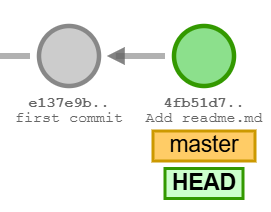 e137e9b..
first commit
4fb51d7..
Add readme.md
master
HEAD